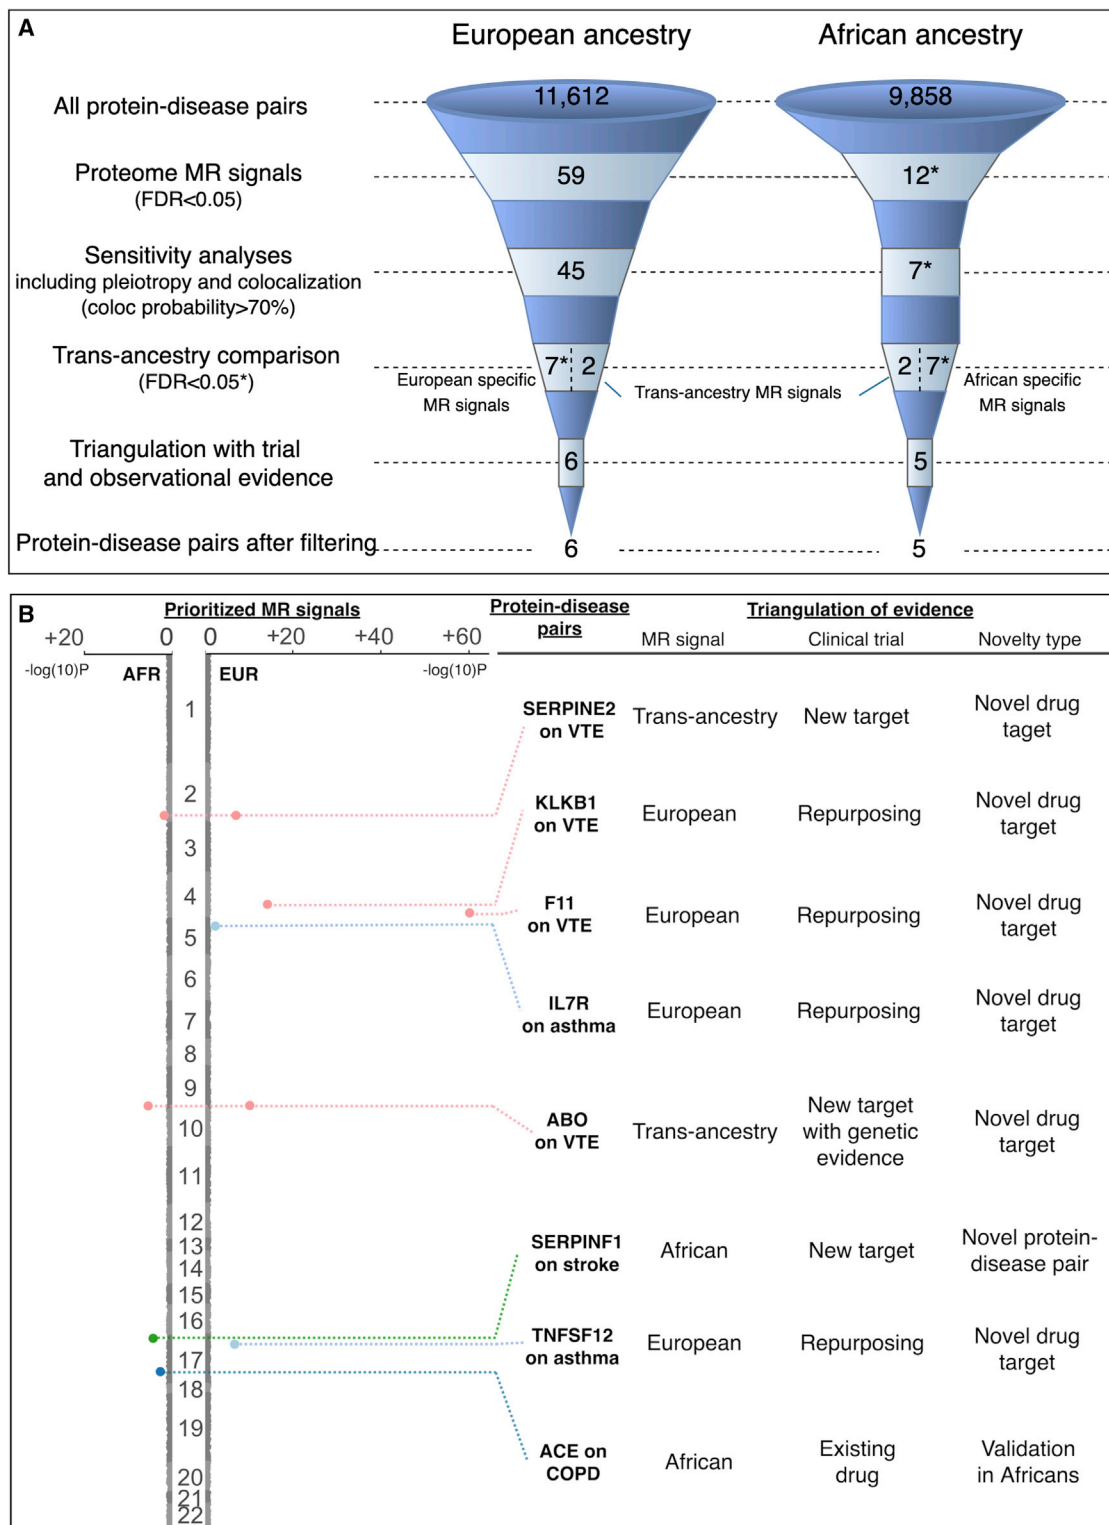 A
European ancestry
African ancestry
All protein-disease pairs
11,612
9,858
Proteome MR signals
(FDR<0.05)
59
12*
Sensitivity analyses
including pleiotropy and colocalization
(coloc probability>70%)
45
7*
Trans-ancestry comparison
(FDR<0.05*)
7* 2
2 7*
European specific
MR signals
Trans-ancestry MR signals
African specific
MR signals
Triangulation with trial
and observational evidence
6
5
Protein-disease pairs after filtering
6
5
B
Prioritized MR signals
Protein-disease
pairs
Triangulation of evidence
+20 0 0 +20 +40 +60
MR signal Clinical trial Novelty type
-log(10)P AFR EUR -log(10)P
1
2
3
4
5
6
7
8
9
10
11
12
13
14
15
16
17
18
19
20
21
22
SERPINE2
on VTE
Trans-ancestry
New target
Novel drug
taget
KLKB1
on VTE
European
Repurposing
Novel drug
target
F11
on VTE
European
Repurposing
Novel drug
target
IL7R
on asthma
European
Repurposing
Novel drug
target
ABO
on VTE
Trans-ancestry
New target
with genetic
evidence
Novel drug
target
SERPINF1
on stroke
African
New target
Novel protein-
disease pair
TNFSF12
on asthma
European
Repurposing
Novel drug
target
ACE on
COPD
African
Existing
drug
Validation
in Africans